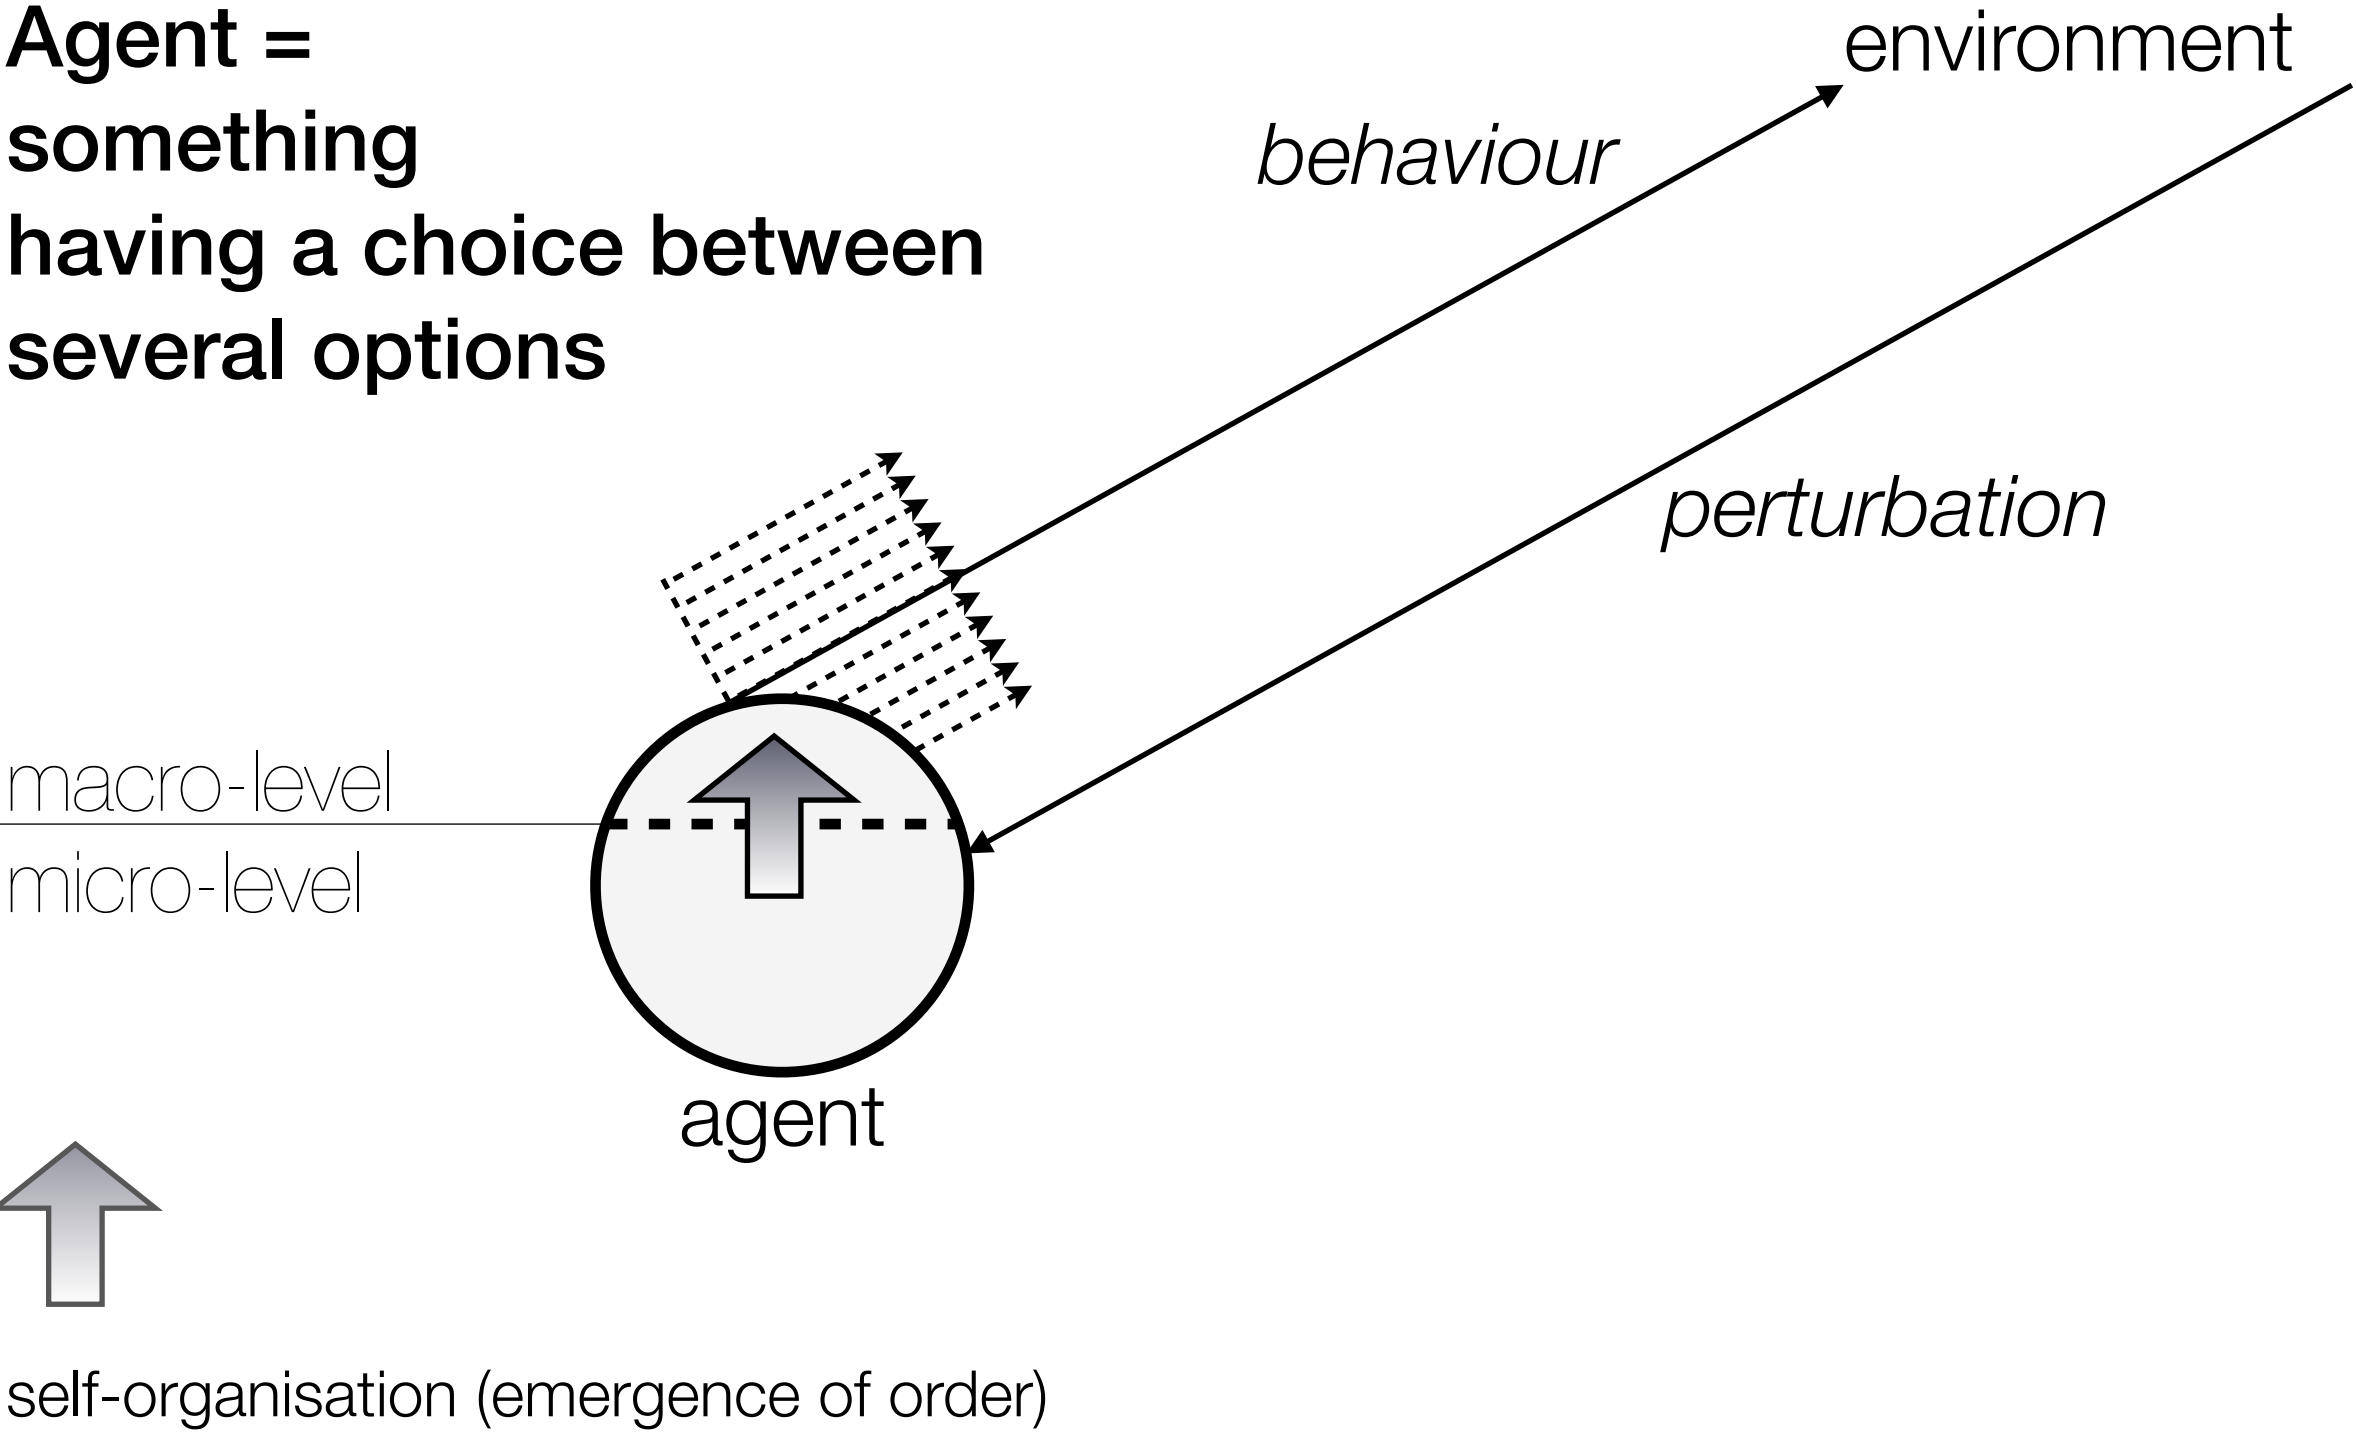 Agent =
something
having a choice between
several options
environment
behaviour
perturbation
macro-level
micro-level
agent
self-organisation (emergence of order)